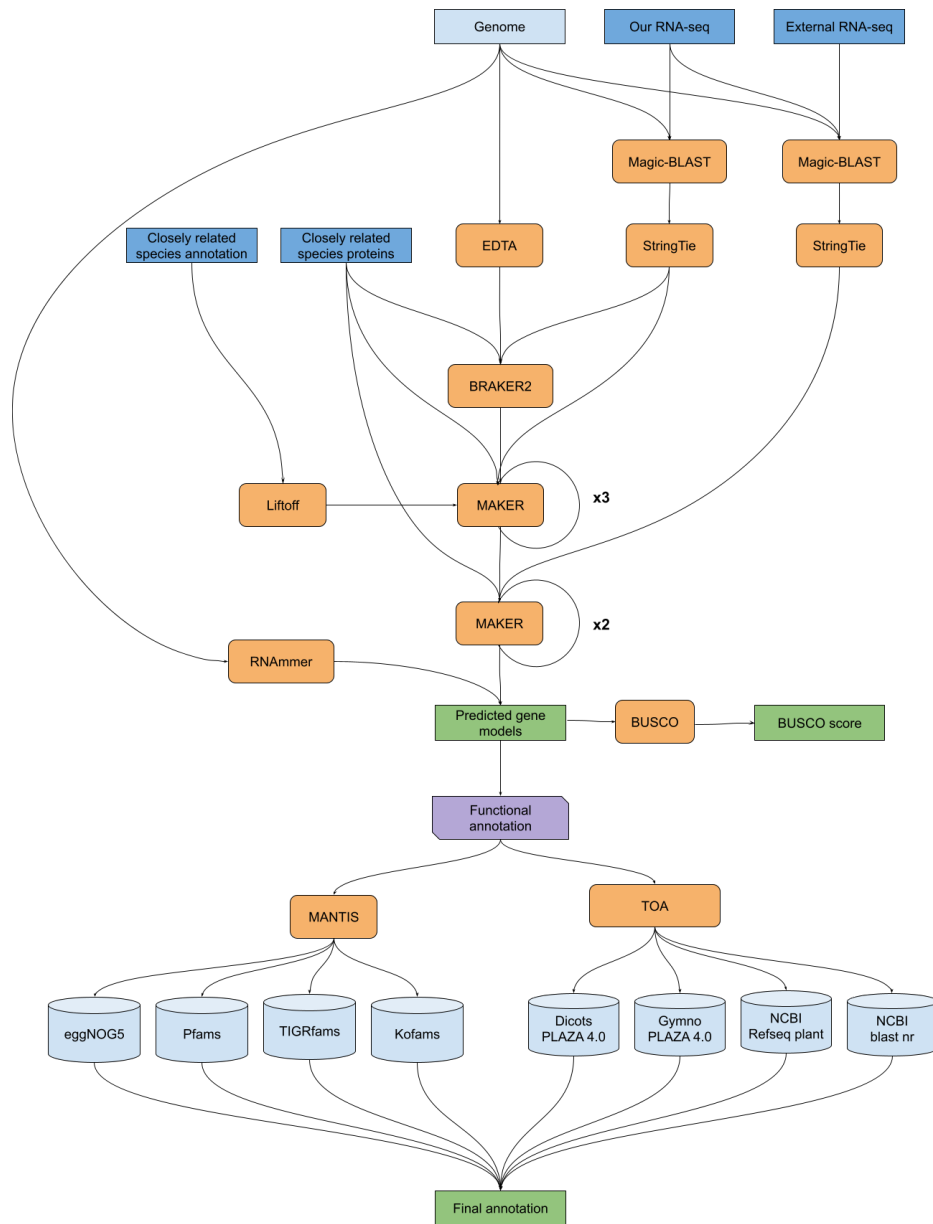 Genome
Our RNA-seq
External RNA-seq
Magic-BLAST
Magic-BLAST
Closely related
species annotation
Closely related
species proteins
EDTA
StringTie
StringTie
BRAKER2
Liftoff
MAKER
x3
MAKER
x2
RNAmmer
Predicted gene
models
BUSCO
BUSCO score
Functional
annotation
MANTIS
TOA
eggNOG5
Pfams
TIGRfams
Kofams
Dicots
PLAZA 4.0
Gymno
PLAZA 4.0
NCBI
Refseq plant
NCBI
blast nr
Final annotation